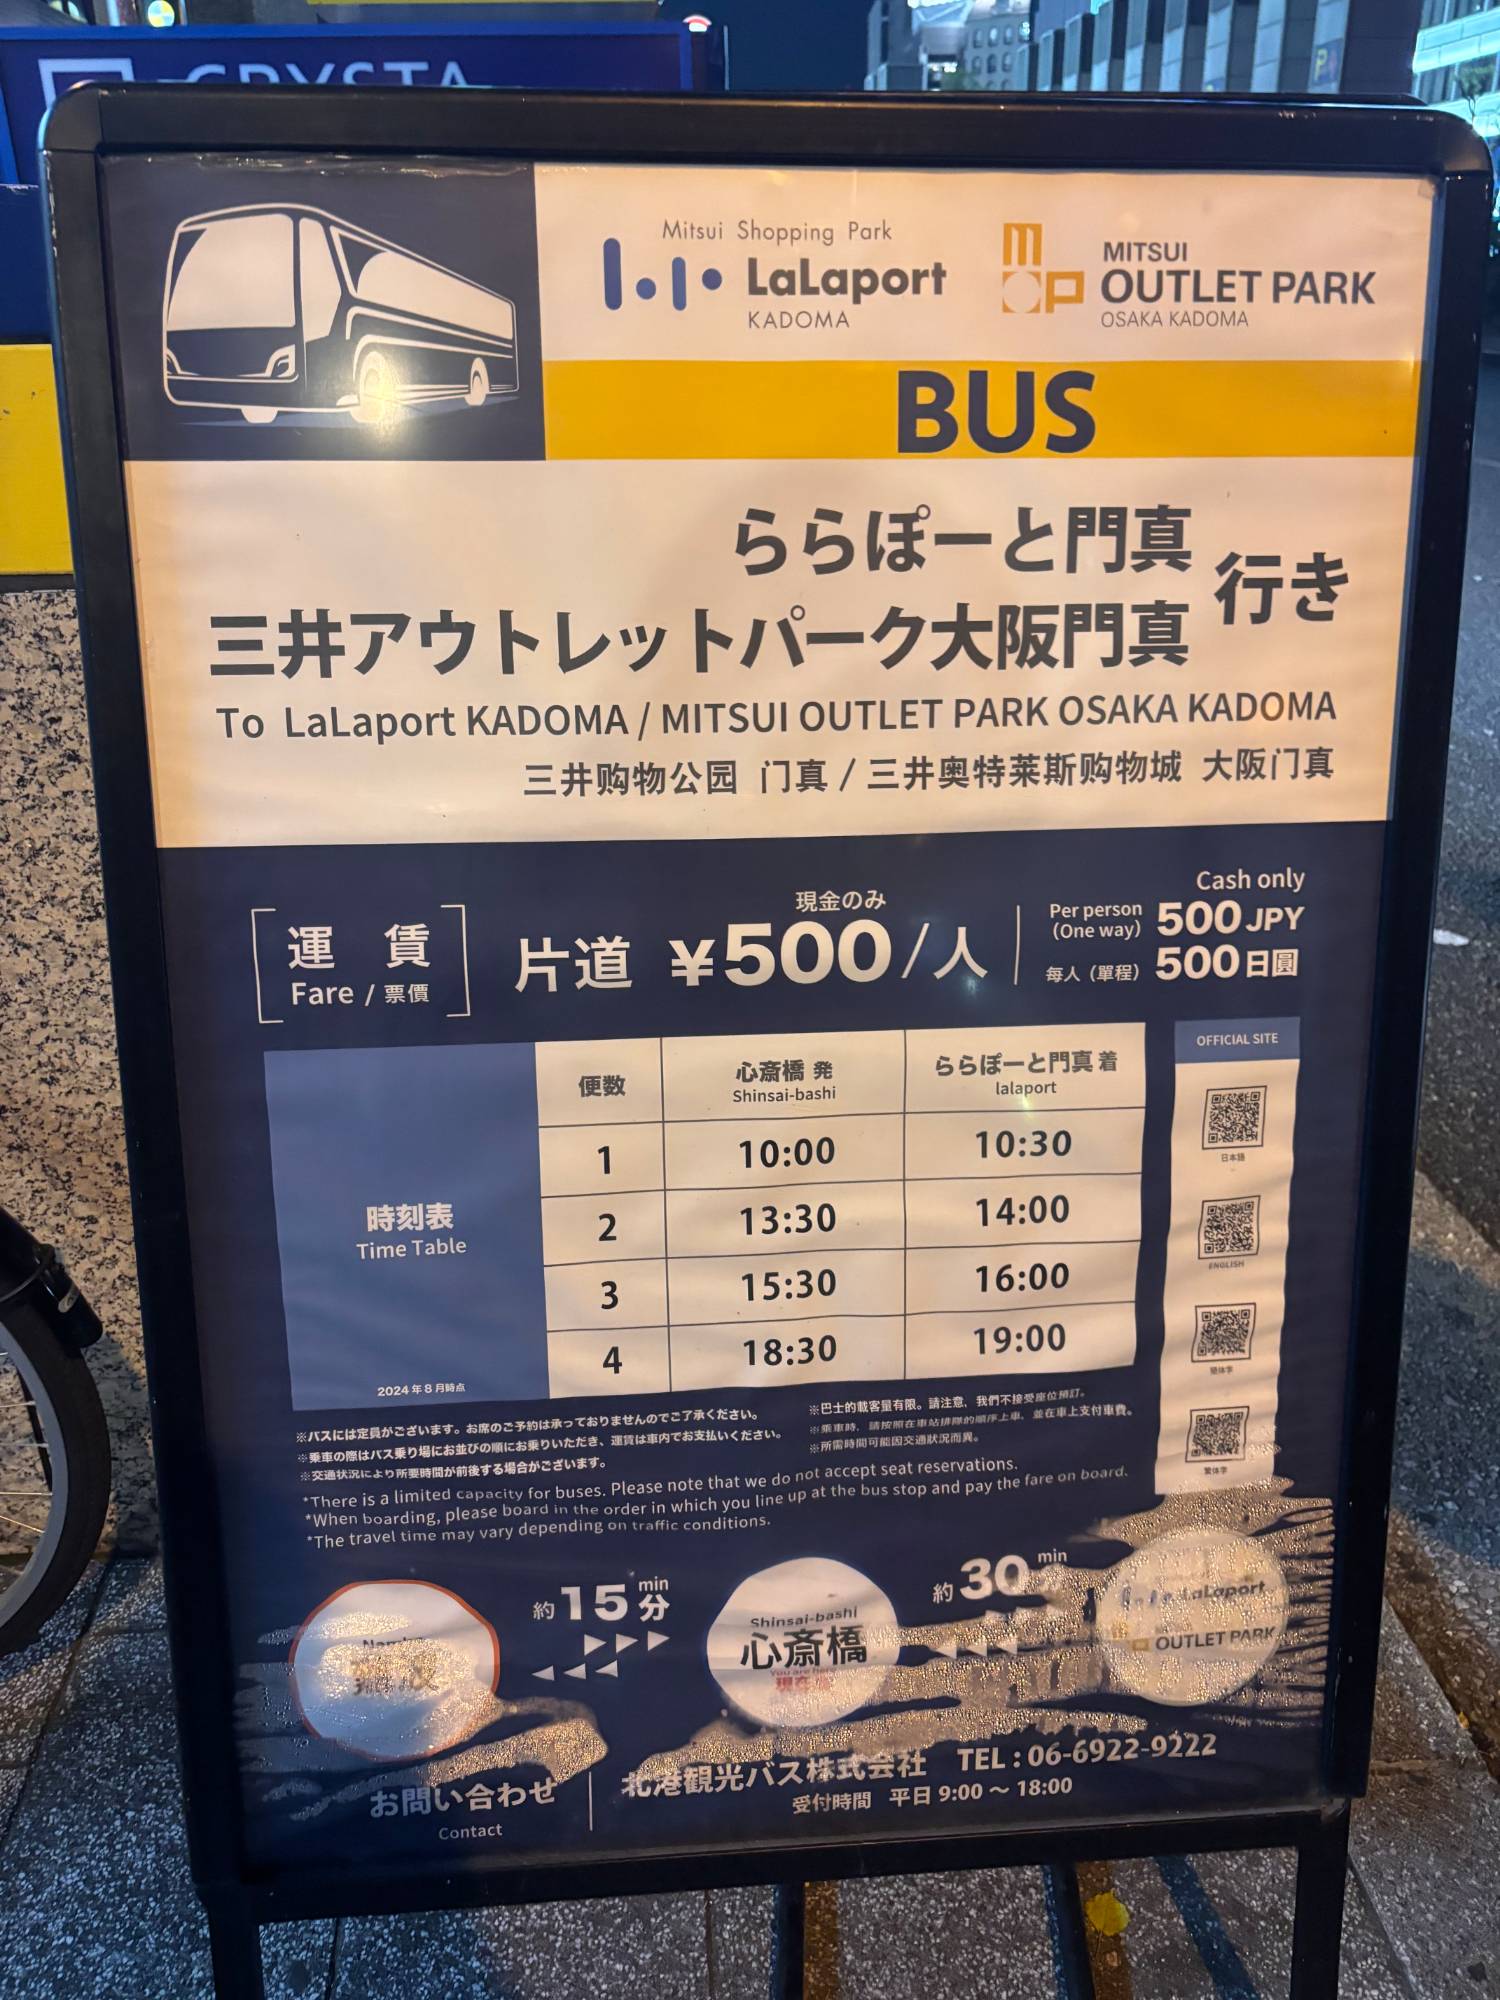 CRYSTA
Mitsui Shopping Park
LaLaport
KADOMA
MITSUI
OUTLET PARK
OSAKA KADOMA
BUS
ららぽーと門真
三井アウトレットパーク大阪門真
行き
To LaLaport KADOMA / MITSUI OUTLET PARK OSAKA KADOMA
三井购物公园 门真 / 三井奥特莱斯购物城 大阪门真
運 賃
Fare / 票價
現金のみ
片道 ¥500/人
Cash only
Per person (One way) 500 JPY
每人（單程） 500日圓
時刻表
Time Table
2024年8月時点
便数 心斎橋 発 Shinsai-bashi ららぽーと門真 着 lalaport
1 10:00 10:30
2 13:30 14:00
3 15:30 16:00
4 18:30 19:00
OFFICIAL SITE
日本語
ENGLISH
簡体字
繁体字
※バスには定員がございます。お席のご予約は承っておりませんのでご了承ください。
※乗車の際はバス乗り場にお並びの順にお乗りいただき、運賃は車内でお支払いください。
※交通状況により所要時間が前後する場合がございます。
※巴士的載客量有限。請注意，我們不接受座位預訂。
※乘車時，請按照在車站排隊的順序上車，並在車上支付車費。
※所需時間可能因交通狀況而異。
*There is a limited capacity for buses. Please note that we do not accept seat reservations.
*When boarding, please board in the order in which you line up at the bus stop and pay the fare on board.
*The travel time may vary depending on traffic conditions.
約15 min 分
Shinsai-bashi
心斎橋
You are here
現在地
約30 min
LaLaport
OUTLET PARK
お問い合わせ
Contact
北港観光バス株式会社 TEL : 06-6922-9222
受付時間 平日 9:00 ～ 18:00